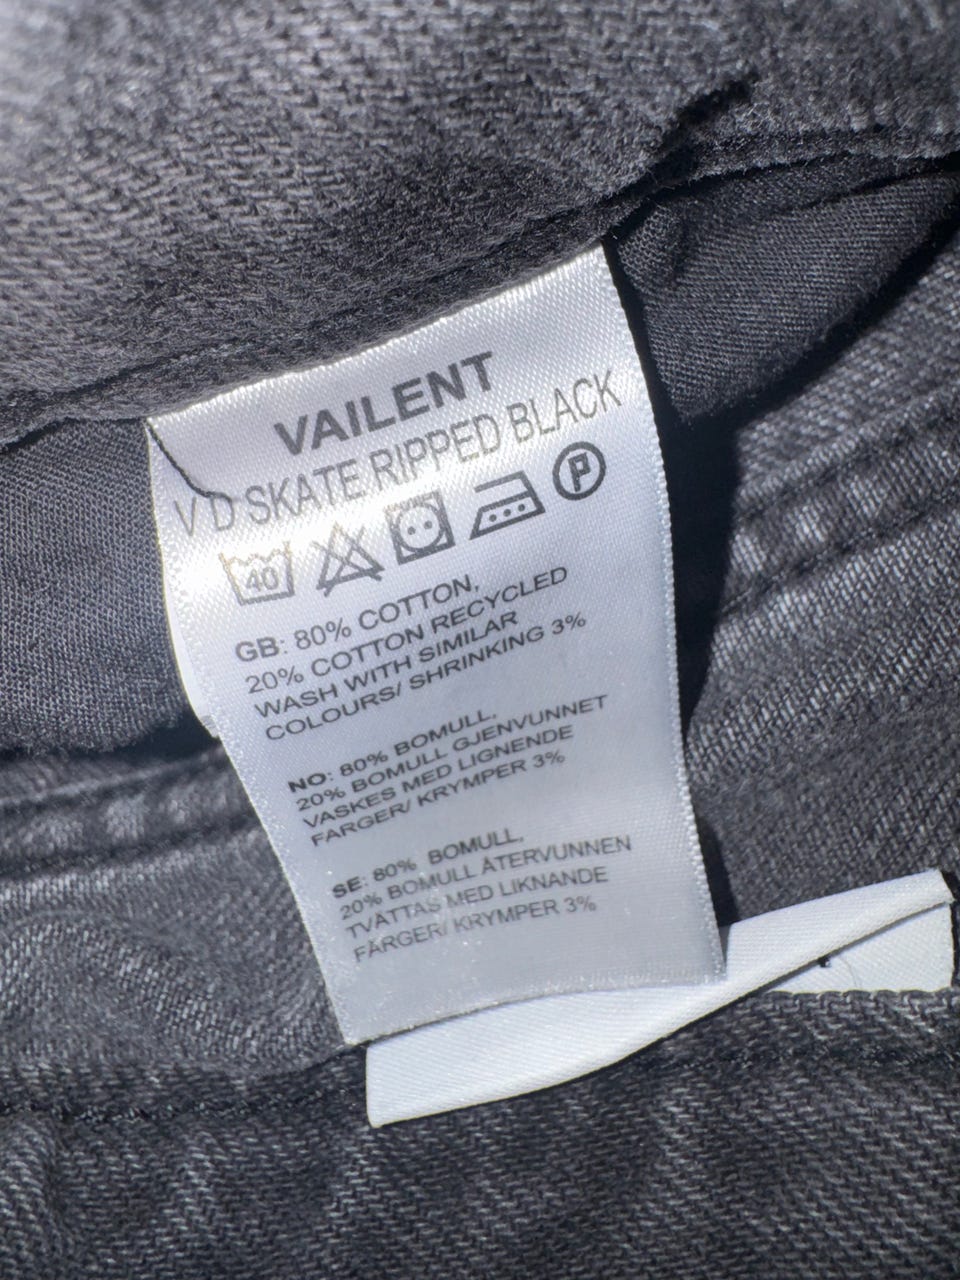 VAILENT
V D SKATE RIPPED BLACK
40 P
GB: 80% COTTON,
20% COTTON RECYCLED
WASH WITH SIMILAR
COLOURS/ SHRINKING 3%
NO: 80% BOMULL,
20% BOMULL GJENVUNNET
VASKES MED LIGNENDE
FARGER/ KRYMPER 3%
SE: 80% BOMULL,
20% BOMULL ÅTERVUNNEN
TVÄTTAS MED LIKNANDE
FÄRGER/ KRYMPER 3%